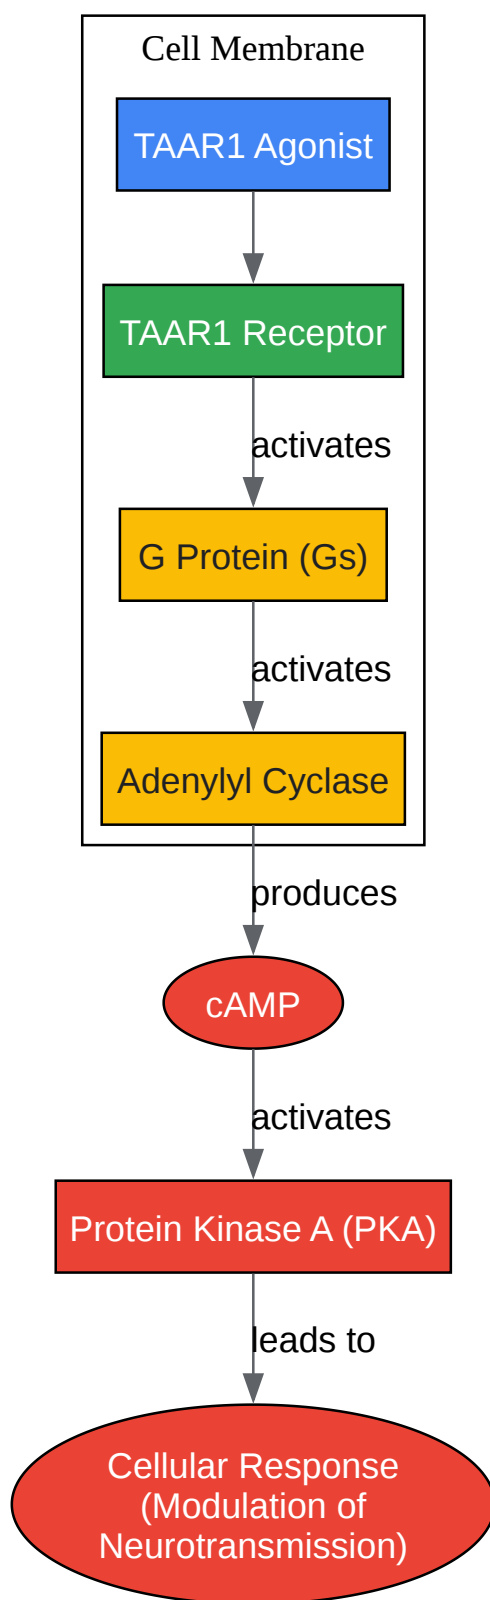 Cell Membrane
TAAR1 Agonist
TAAR1 Receptor
activates
G Protein (Gs)
activates
Adenylyl Cyclase
produces
cAMP
activates
Protein Kinase A (PKA)
leads to
Cellular Response
(Modulation of
Neurotransmission)